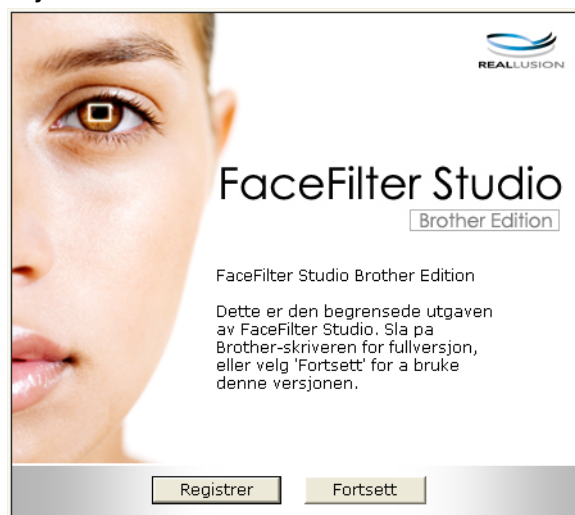 REALLUSION
FaceFilter Studio
Brother Edition
FaceFilter Studio Brother Edition
Dette er den begrensede utgaven
av FaceFilter Studio. Sla pa
Brother-skriveren for fullversjon,
eller velg 'Fortsett' for a bruke
denne versjonen.
Registrer
Fortsett